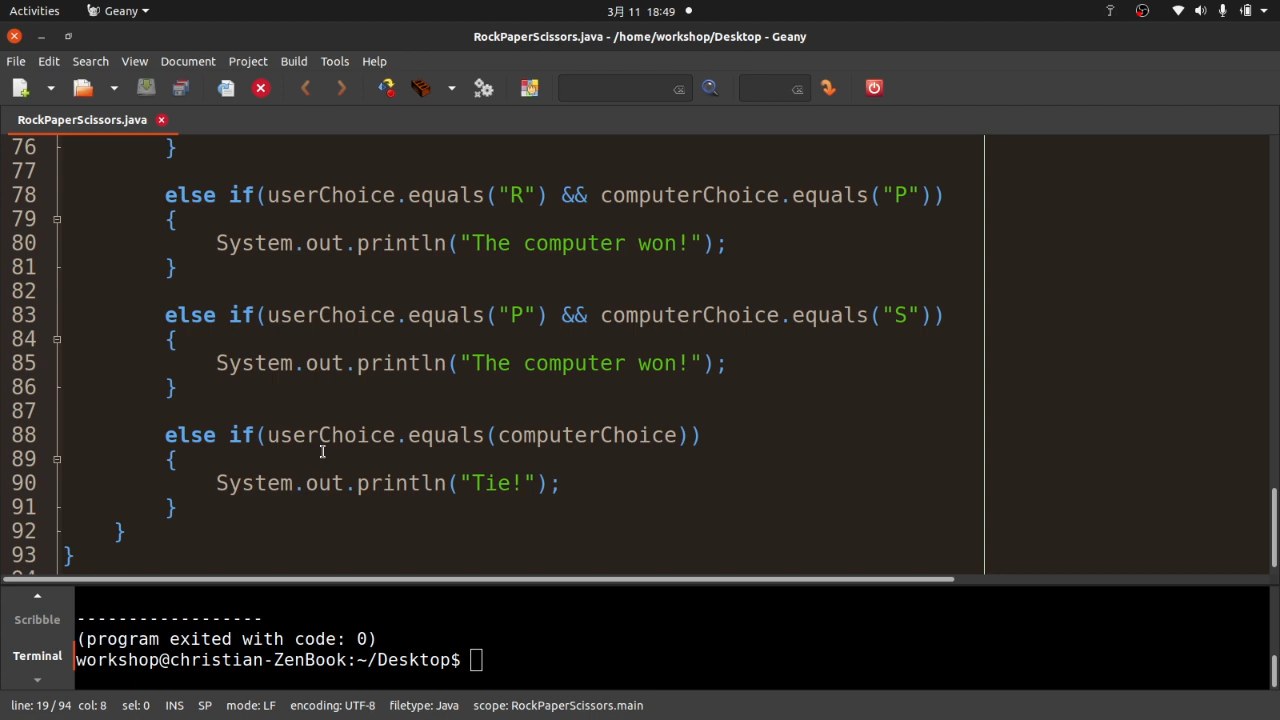 Activities Geany 3月 11 18:49
RockPaperScissors.java - /home/workshop/Desktop - Geany
File Edit Search View Document Project Build Tools Help
RockPaperScissors.java
76 }
77
78 else if(userChoice.equals("R") && computerChoice.equals("P"))
79 {
80 System.out.println("The computer won!");
81 }
82
83 else if(userChoice.equals("P") && computerChoice.equals("S"))
84 {
85 System.out.println("The computer won!");
86 }
87
88 else if(userChoice.equals(computerChoice))
89 {
90 System.out.println("Tie!");
91 }
92 }
93 }
Scribble
Terminal
------------------
(program exited with code: 0)
workshop@christian-ZenBook:~/Desktop$
line: 19 / 94 col: 8 sel: 0 INS SP mode: LF encoding: UTF-8 filetype: Java scope: RockPaperScissors.main